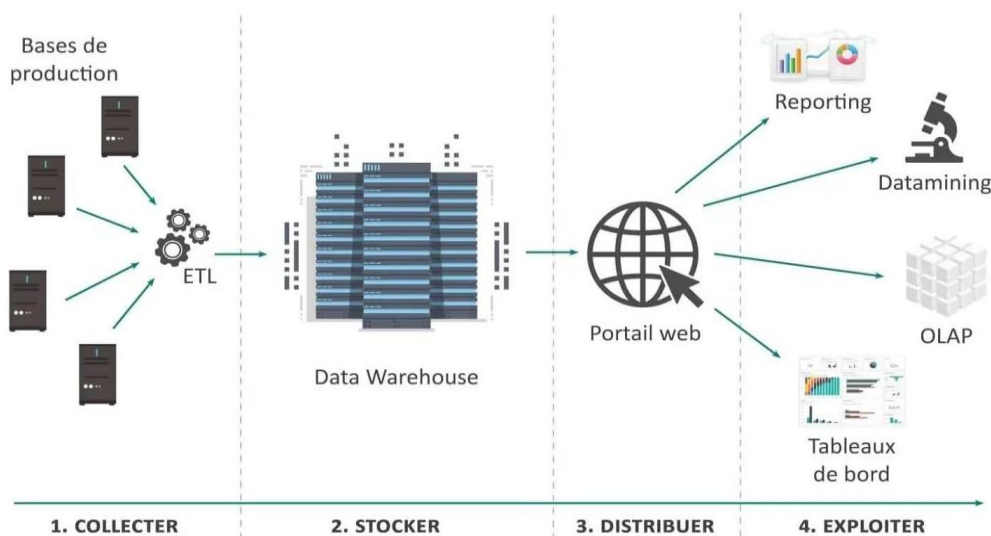 Bases de
production
ETL
Data Warehouse
Portail web
Reporting
Datamining
OLAP
Tableaux
de bord
1. COLLECTER
2. STOCKER
3. DISTRIBUER
4. EXPLOITER